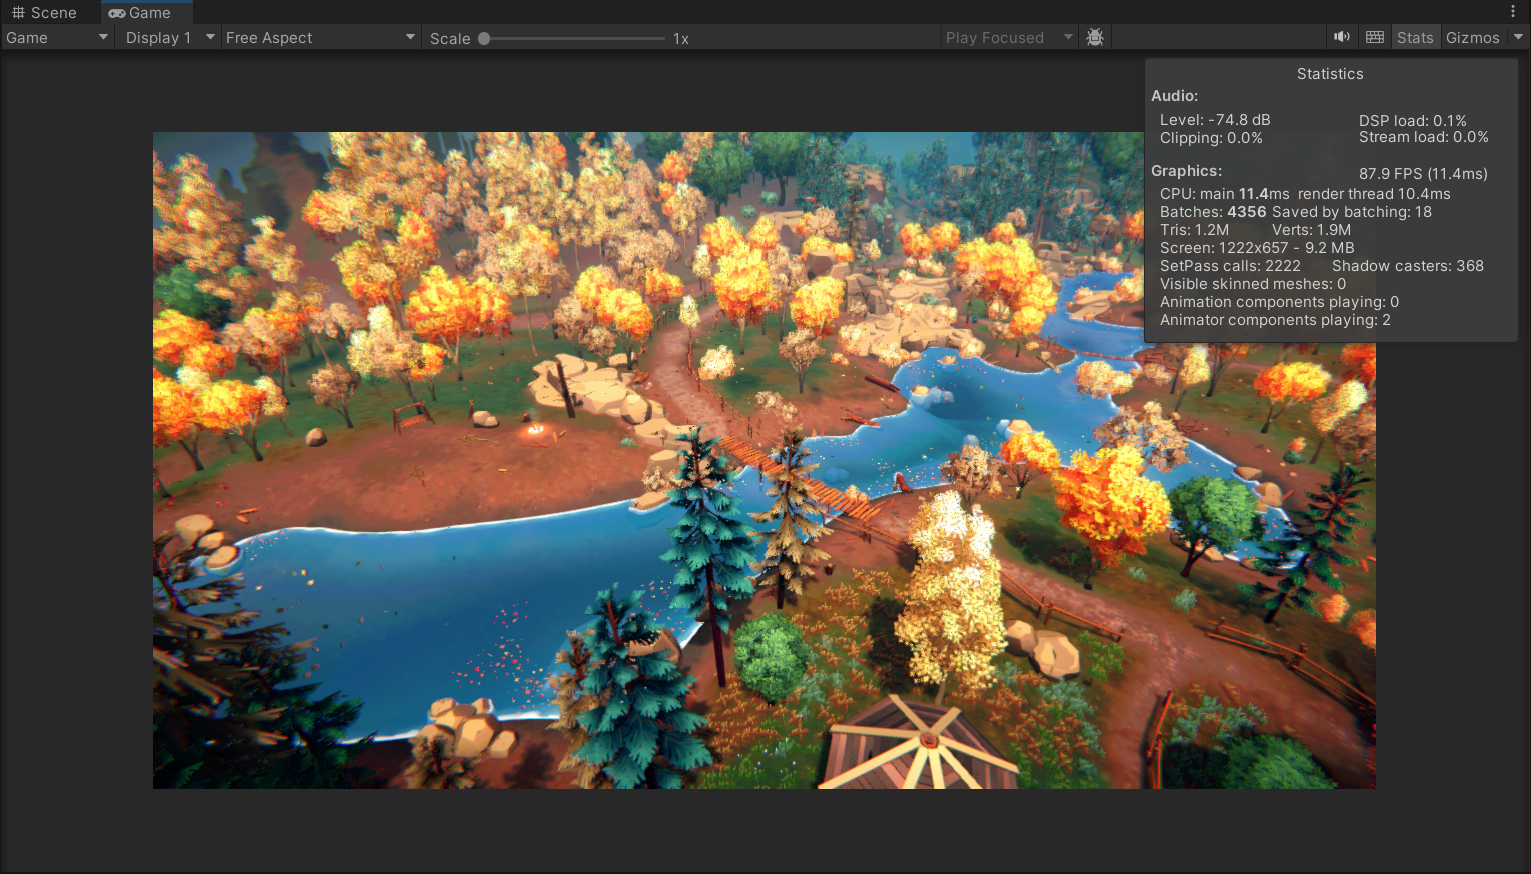 Scene Game
Game Display 1 Free Aspect Scale 1x Play Focused Stats Gizmos
Statistics
Audio:
Level: -74.8 dB DSP load: 0.1%
Clipping: 0.0% Stream load: 0.0%
Graphics: 87.9 FPS (11.4ms)
CPU: main 11.4ms render thread 10.4ms
Batches: 4356 Saved by batching: 18
Tris: 1.2M Verts: 1.9M
Screen: 1222x657 - 9.2 MB
SetPass calls: 2222 Shadow casters: 368
Visible skinned meshes: 0
Animation components playing: 0
Animator components playing: 2